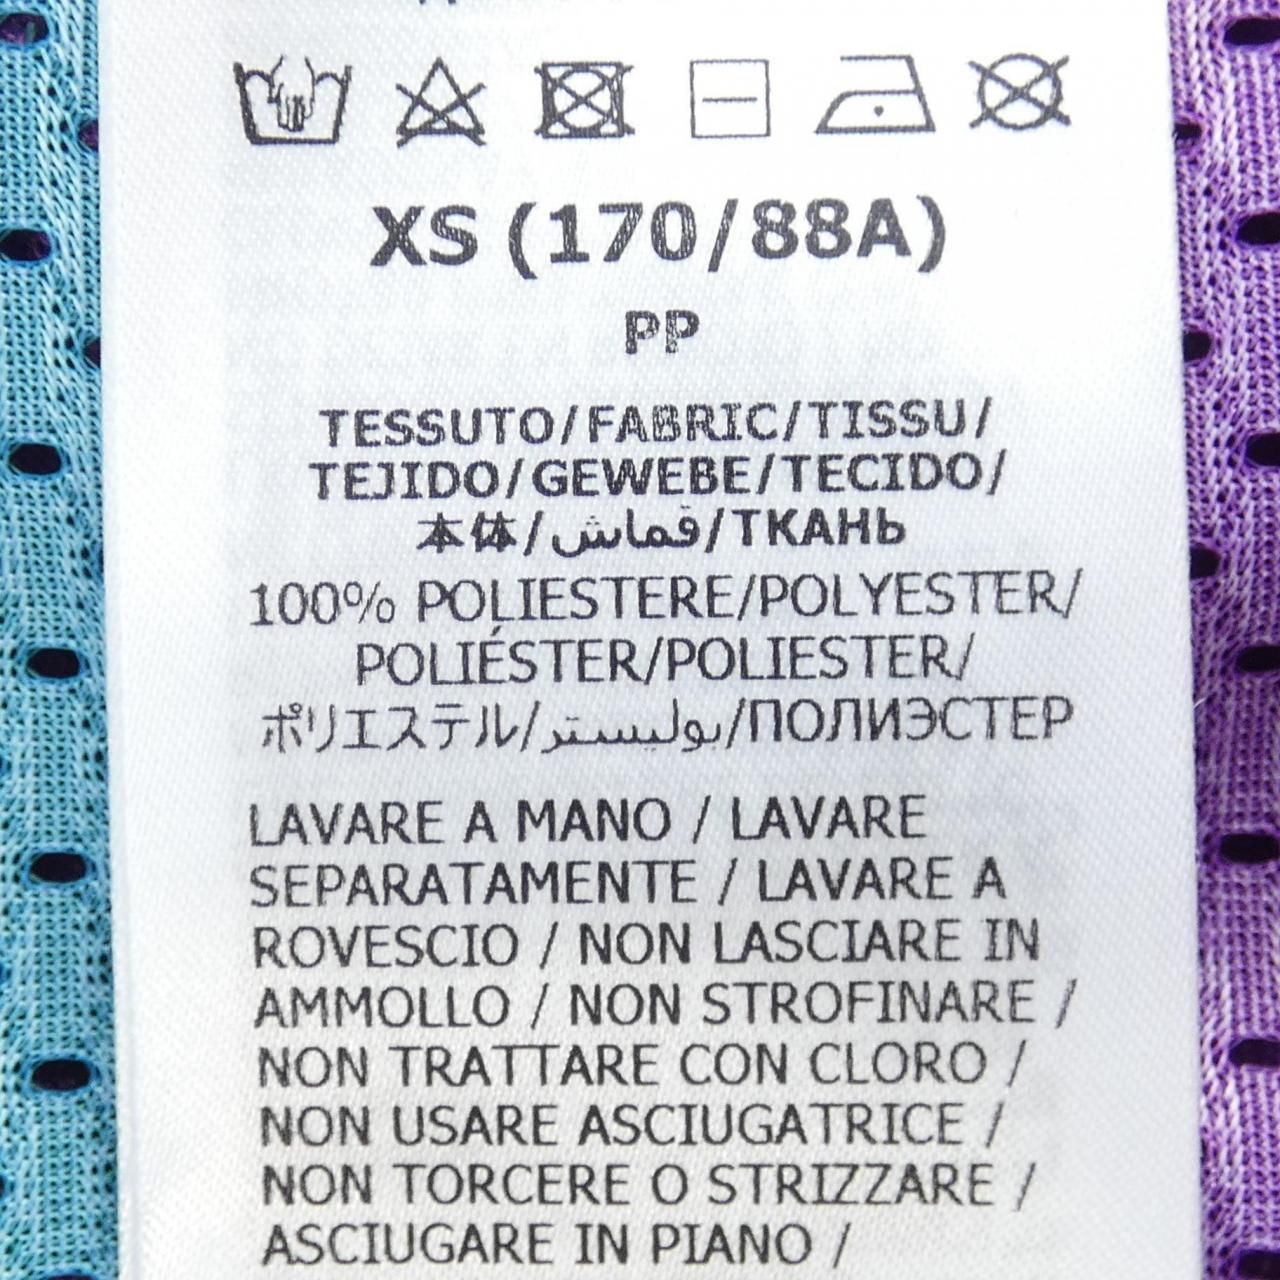 XS (170/88A)
PP
TESSUTO/FABRIC/TISSU/
TEJIDO/GEWEBE/TECIDO/
本体/قماش/ТКАНЬ
100% POLIESTERE/POLYESTER/
POLIÉSTER/POLIESTER/
ポリエステル/بوليستر/ПОЛИЭСТЕР
LAVARE A MANO / LAVARE
SEPARATAMENTE / LAVARE A
ROVESCIO / NON LASCIARE IN
AMMOLLO / NON STROFINARE /
NON TRATTARE CON CLORO /
NON USARE ASCIUGATRICE /
NON TORCERE O STRIZZARE /
ASCIUGARE IN PIANO /